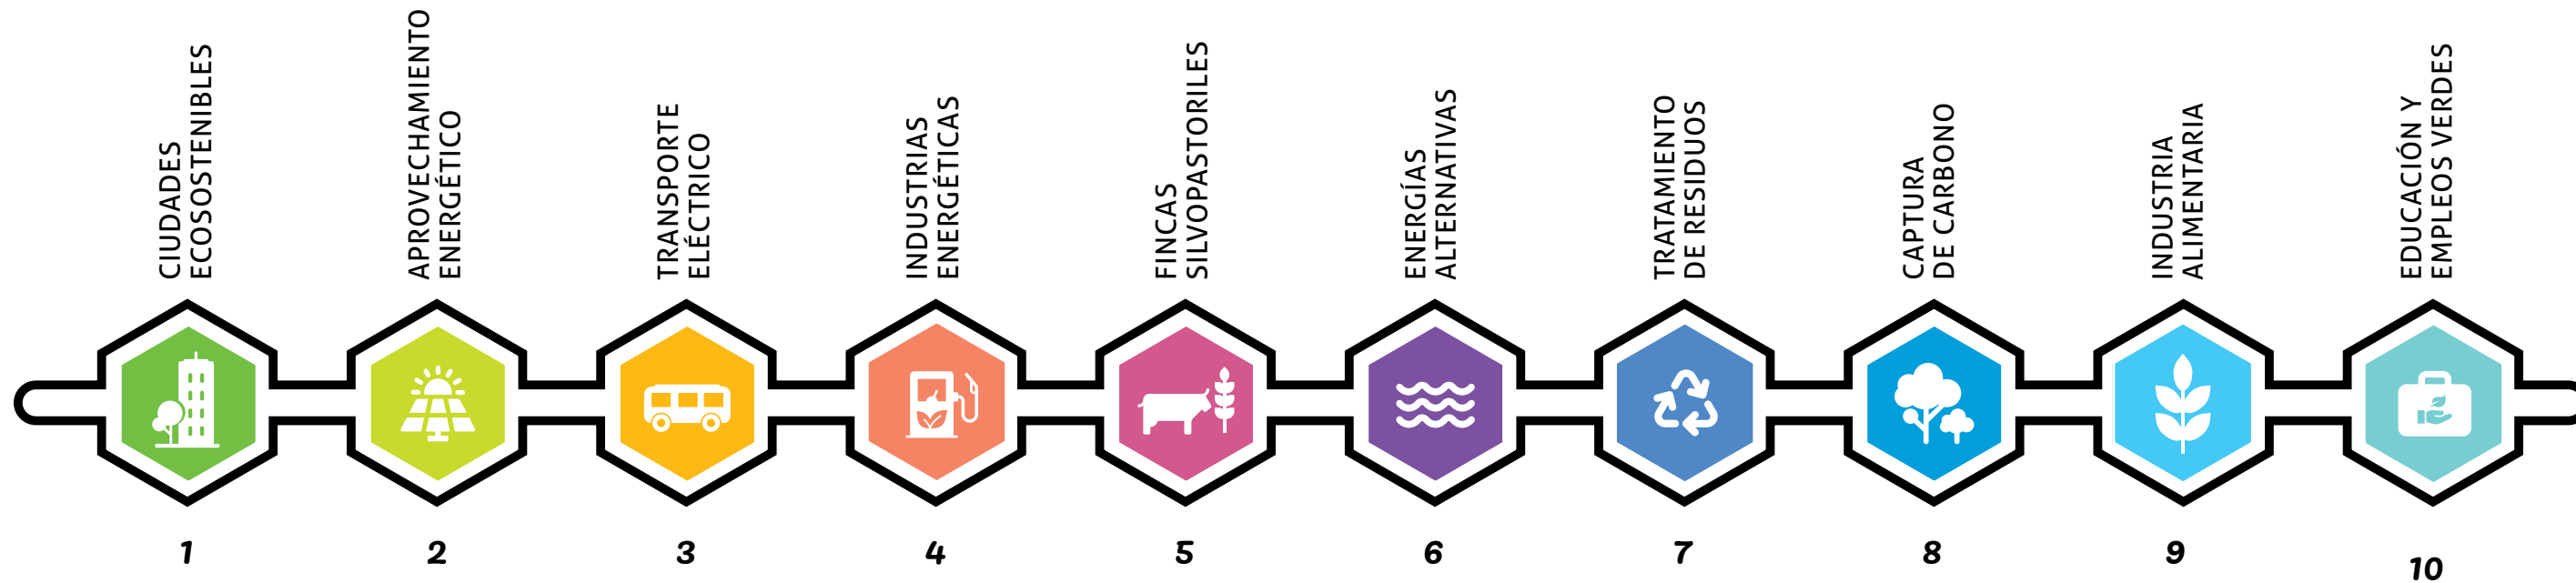 CIUDADES
ECOSOSTENIBLES
APROVECHAMIENTO
ENERGÉTICO
TRANSPORTE
ELÉCTRICO
INDUSTRIAS
ENERGÉTICAS
FINCAS
SILVOPASTORILES
ENERGÍAS
ALTERNATIVAS
TRATAMIENTO
DE RESIDUOS
CAPTURA
DE CARBONO
INDUSTRIA
ALIMENTARIA
EDUCACIÓN Y
EMPLEOS VERDES
1
2
3
4
5
6
7
8
9
10